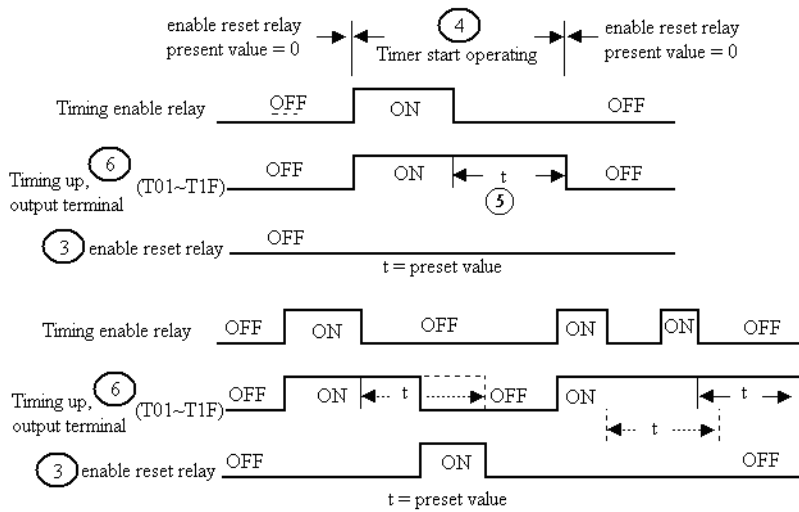 enable reset relay
present value = 0
4
Timer start operating
enable reset relay
present value = 0
Timing enable relay
OFF
ON
OFF
Timing up,
output terminal
6
(T01~T1F)
OFF
ON
t
5
OFF
3 enable reset relay
OFF
t = preset value
Timing enable relay
OFF
ON
OFF
ON
ON
OFF
Timing up,
output terminal
6
(T01~T1F)
OFF
ON
t
OFF
ON
t
t
3 enable reset relay
OFF
ON
OFF
t = preset value